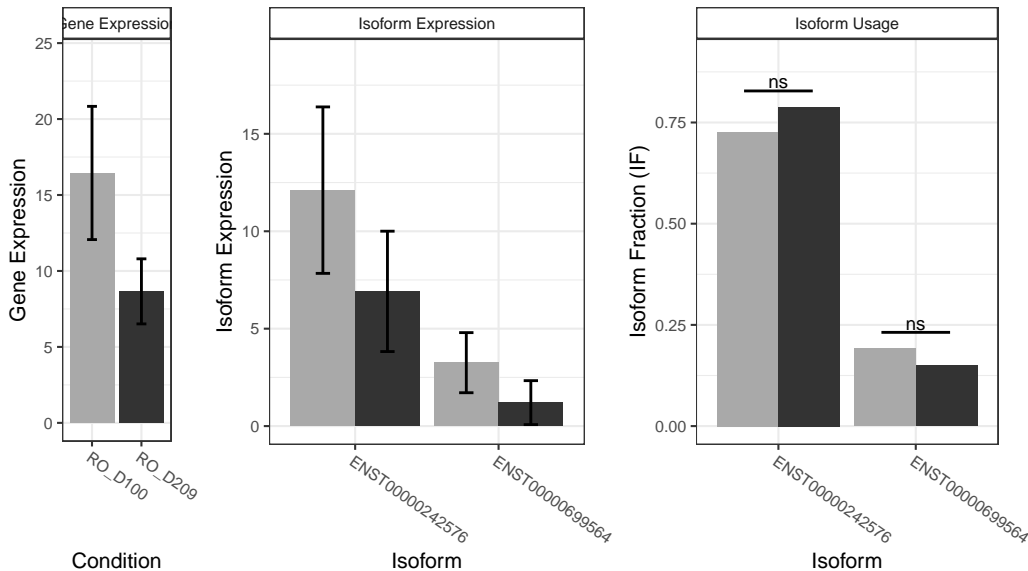 Gene Expression
Isoform Expression
Isoform Usage
Gene Expression
25
20
15
10
5
0
RO_D100
RO_D209
Condition
Isoform Expression
15
10
5
0
ENST00000242576
ENST00000699564
Isoform
Isoform Fraction (IF)
0.75
0.50
0.25
0.00
ns
ns
ENST00000242576
ENST00000699564
Isoform